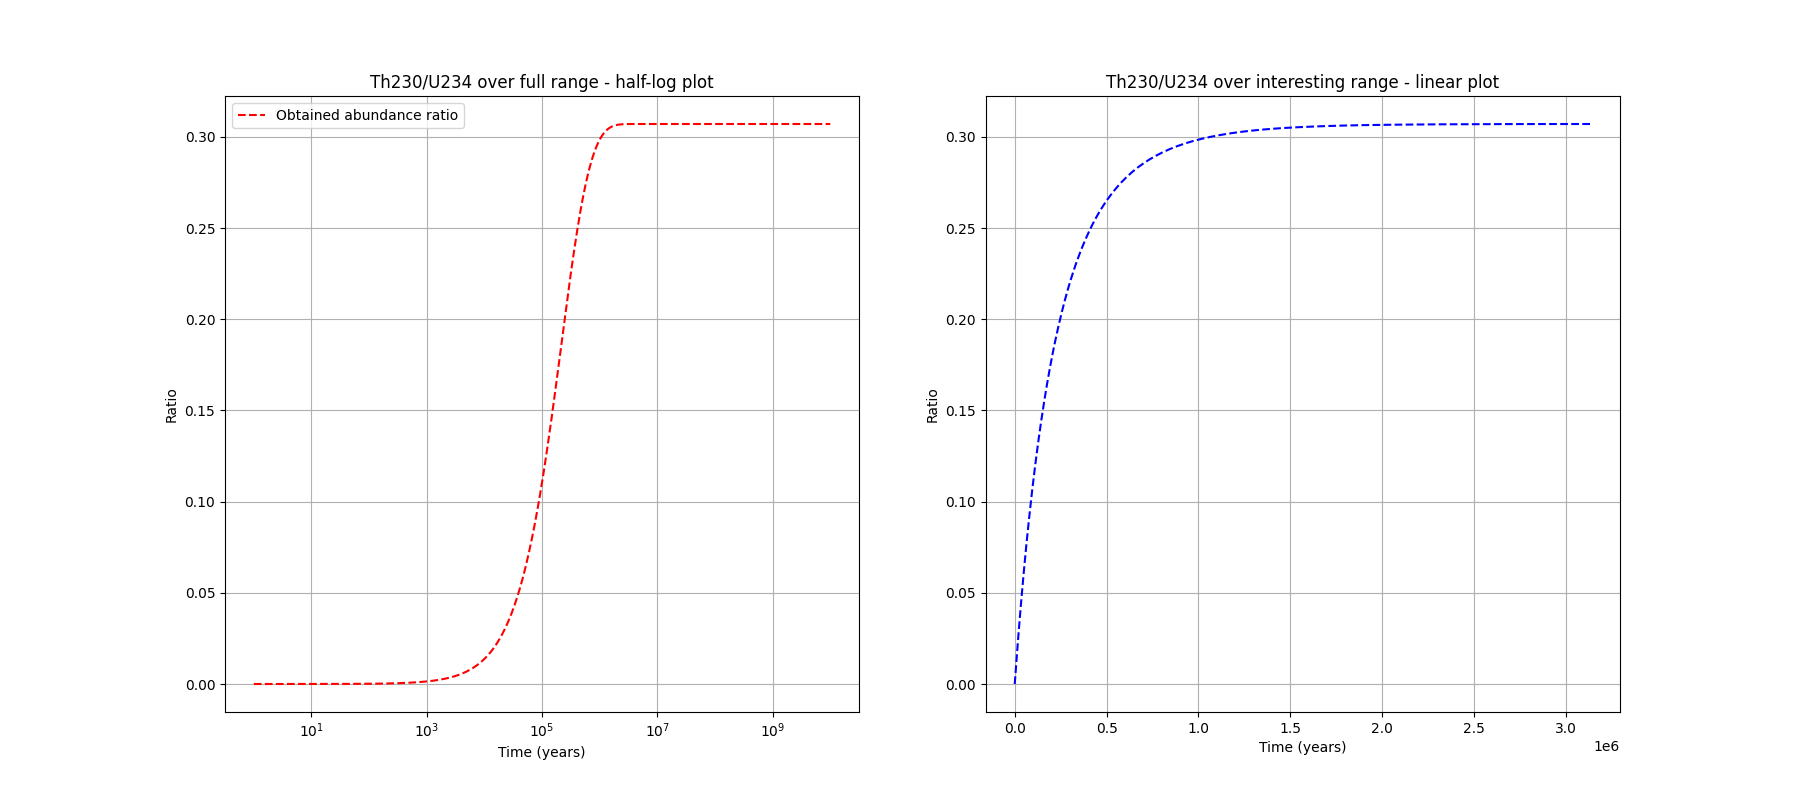 Th230/U234 over full range - half-log plot
Obtained abundance ratio
Ratio
0.30
0.25
0.20
0.15
0.10
0.05
0.00
10¹ 10³ 10⁵ 10⁷ 10⁹
Time (years)
Th230/U234 over interesting range - linear plot
Ratio
0.30
0.25
0.20
0.15
0.10
0.05
0.00
0.0 0.5 1.0 1.5 2.0 2.5 3.0
1e6
Time (years)